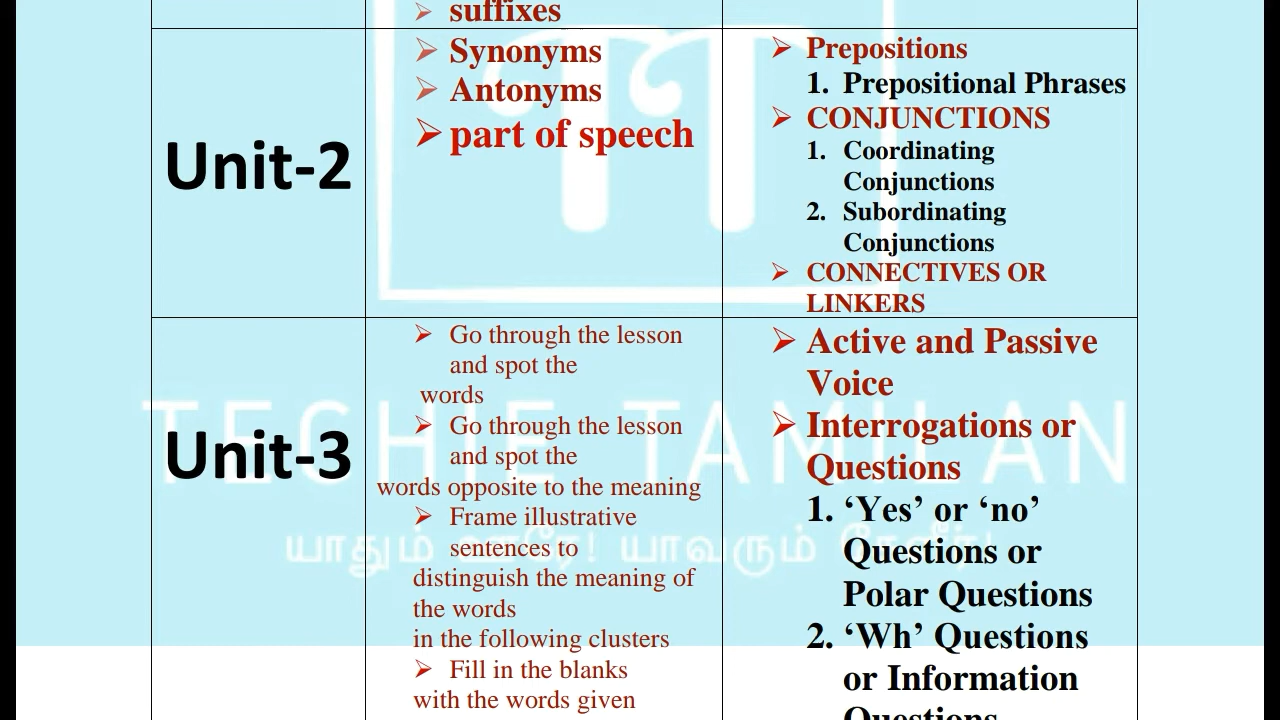 suffixes
Unit-2
Synonyms
Antonyms
part of speech
Prepositions
1. Prepositional Phrases
CONJUNCTIONS
1. Coordinating
Conjunctions
2. Subordinating
Conjunctions
CONNECTIVES OR
LINKERS
Unit-3
Go through the lesson
and spot the
words
Go through the lesson
and spot the
words opposite to the meaning
Frame illustrative
sentences to
distinguish the meaning of
the words
in the following clusters
Fill in the blanks
with the words given
Active and Passive
Voice
Interrogations or
Questions
1. ‘Yes’ or ‘no’
Questions or
Polar Questions
2. ‘Wh’ Questions
or Information
Questions
TECHIE TAMILAN
யாதும் ஊரே! யாவரும் கேளிர்!